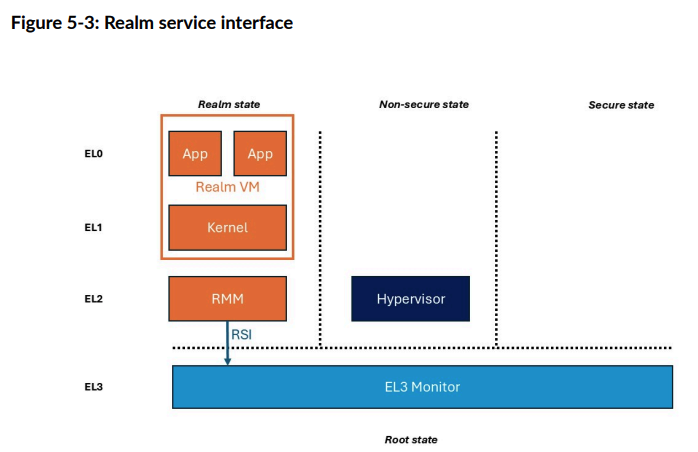 Figure 5-3: Realm service interface
Realm state
Non-secure state
Secure state
EL0
App
App
Realm VM
EL1
Kernel
EL2
RMM
Hypervisor
RSI
EL3
EL3 Monitor
Root state